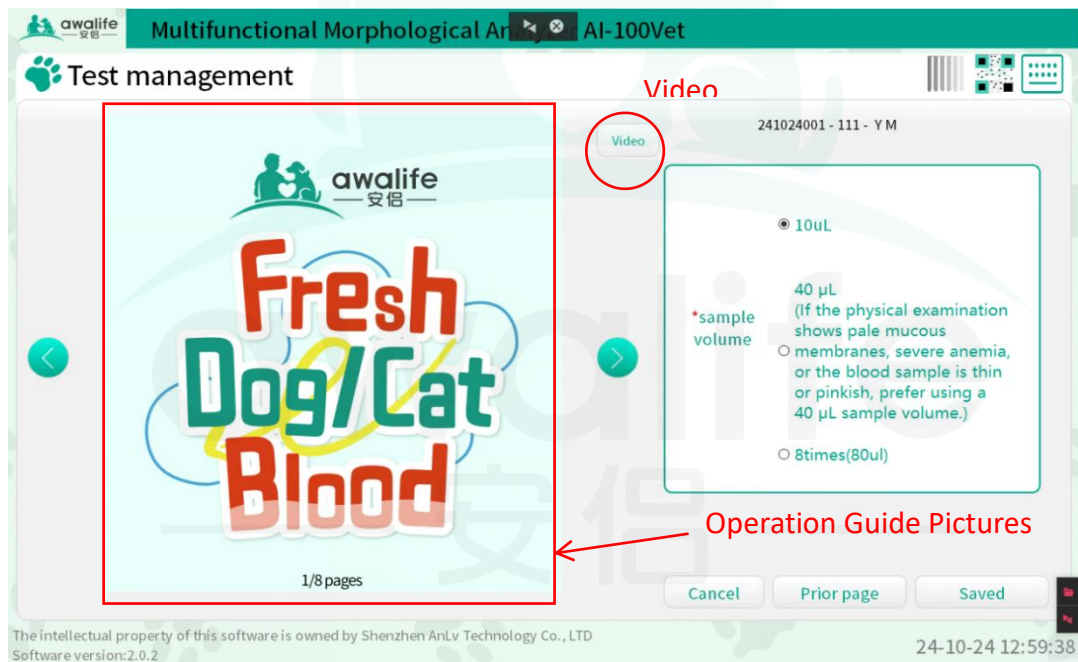 awalife
安侣
Multifunctional Morphological An AI-100Vet
Test management
Video
Video
241024001 - 111 - Y M
awalife
安侣
Fresh
Dog/Cat
Blood
1/8 pages
*sample
volume
10uL
40 μL
(If the physical examination
shows pale mucous
membranes, severe anemia,
or the blood sample is thin
or pinkish, prefer using a
40 μL sample volume.)
8times(80ul)
Operation Guide Pictures
Cancel
Prior page
Saved
The intellectual property of this software is owned by Shenzhen AnLv Technology Co., LTD
Software version:2.0.2
24-10-24 12:59:38
awalife
安侣